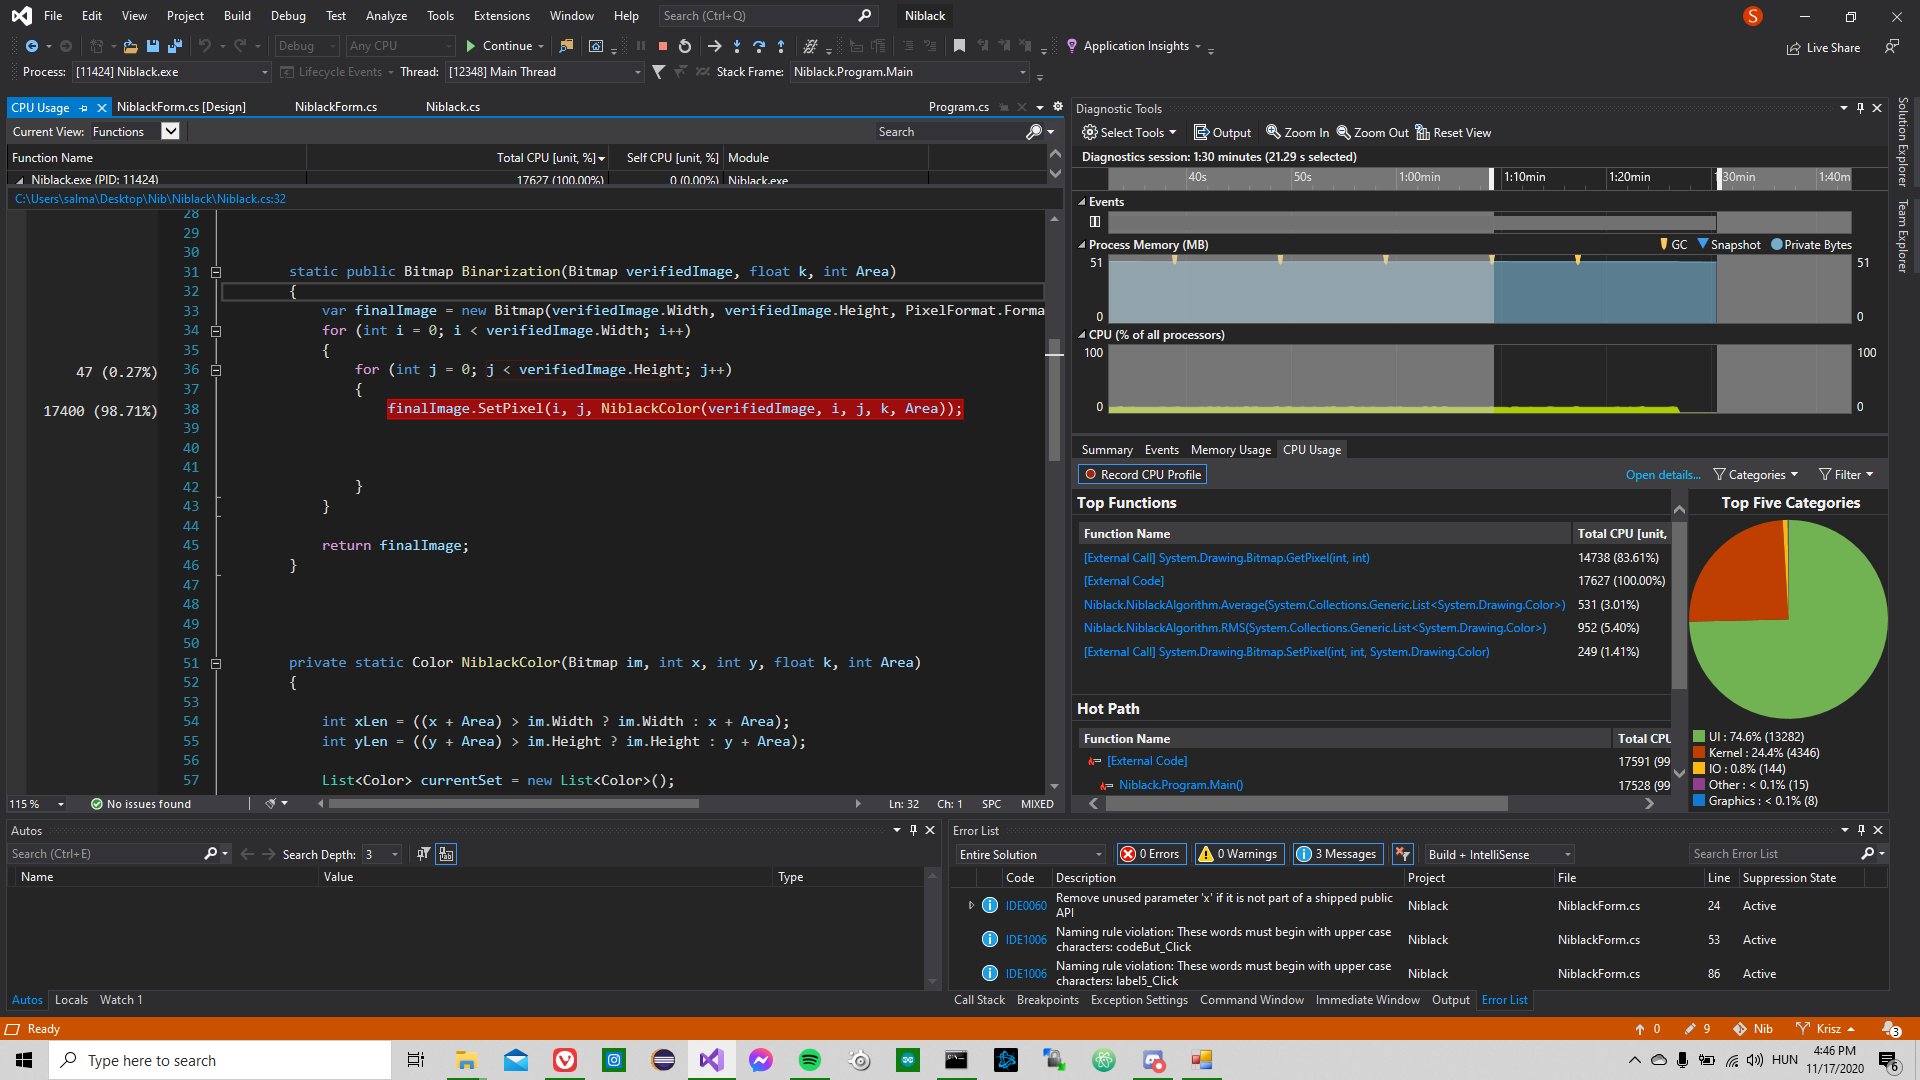 File Edit View Project Build Debug Test Analyze Tools Extensions Window Help Search (Ctrl+Q) Niblack S
Debug Any CPU Continue Application Insights Live Share
Process: [11424] Niblack.exe Lifecycle Events Thread: [12348] Main Thread Stack Frame: Niblack.Program.Main
CPU Usage NiblackForm.cs [Design] NiblackForm.cs Niblack.cs Program.cs
Current View: Functions Search
Function Name Total CPU [unit, %] Self CPU [unit, %] Module
Niblack.exe (PID: 11424) 17627 (100.00%) 0 (0.00%) Niblack.exe
C:\Users\salma\Desktop\Nib\Niblack\Niblack.cs:32
28
29
30
31 static public Bitmap Binarization(Bitmap verifiedImage, float k, int Area)
32 {
33 var finalImage = new Bitmap(verifiedImage.Width, verifiedImage.Height, PixelFormat.Forma
34 for (int i = 0; i < verifiedImage.Width; i++)
35 {
47 (0.27%) 36 for (int j = 0; j < verifiedImage.Height; j++)
37 {
17400 (98.71%) 38 finalImage.SetPixel(i, j, NiblackColor(verifiedImage, i, j, k, Area));
39
40
41
42 }
43 }
44
45 return finalImage;
46 }
47
48
49
50
51 private static Color NiblackColor(Bitmap im, int x, int y, float k, int Area)
52 {
53
54 int xLen = ((x + Area) > im.Width ? im.Width : x + Area);
55 int yLen = ((y + Area) > im.Height ? im.Height : y + Area);
56
57 List<Color> currentSet = new List<Color>();
115 % No issues found Ln: 32 Ch: 1 SPC MIXED
Diagnostic Tools
Select Tools Output Zoom In Zoom Out Reset View
Diagnostics session: 1:30 minutes (21.29 s selected)
40s 50s 1:00min 1:10min 1:20min 1:30min 1:40m
Events
Process Memory (MB) GC Snapshot Private Bytes
51 51
0 0
CPU (% of all processors)
100 100
0 0
Summary Events Memory Usage CPU Usage
Record CPU Profile Open details... Categories Filter
Top Functions
Function Name Total CPU [unit,
[External Call] System.Drawing.Bitmap.GetPixel(int, int) 14738 (83.61%)
[External Code] 17627 (100.00%)
Niblack.NiblackAlgorithm.Average(System.Collections.Generic.List<System.Drawing.Color>) 531 (3.01%)
Niblack.NiblackAlgorithm.RMS(System.Collections.Generic.List<System.Drawing.Color>) 952 (5.40%)
[External Call] System.Drawing.Bitmap.SetPixel(int, int, System.Drawing.Color) 249 (1.41%)
Hot Path
Function Name Total CPU
[External Code] 17591 (99
Niblack.Program.Main() 17528 (99
Top Five Categories
UI : 74.6% (13282)
Kernel : 24.4% (4346)
IO : 0.8% (144)
Other : < 0.1% (15)
Graphics : < 0.1% (8)
Solution Explorer
Team Explorer
Autos
Search (Ctrl+E) Search Depth: 3
Name Value Type
Autos Locals Watch 1
Error List
Entire Solution 0 Errors 0 Warnings 3 Messages Build + IntelliSense Search Error List
Code Description Project File Line Suppression State
IDE0060 Remove unused parameter 'x' if it is not part of a shipped public API Niblack NiblackForm.cs 24 Active
IDE1006 Naming rule violation: These words must begin with upper case characters: codeBut_Click Niblack NiblackForm.cs 53 Active
IDE1006 Naming rule violation: These words must begin with upper case characters: label5_Click Niblack NiblackForm.cs 86 Active
Call Stack Breakpoints Exception Settings Command Window Immediate Window Output Error List
Ready 0 9 Nib Krisz 3
Type here to search HUN 4:46 PM
11/17/2020 6